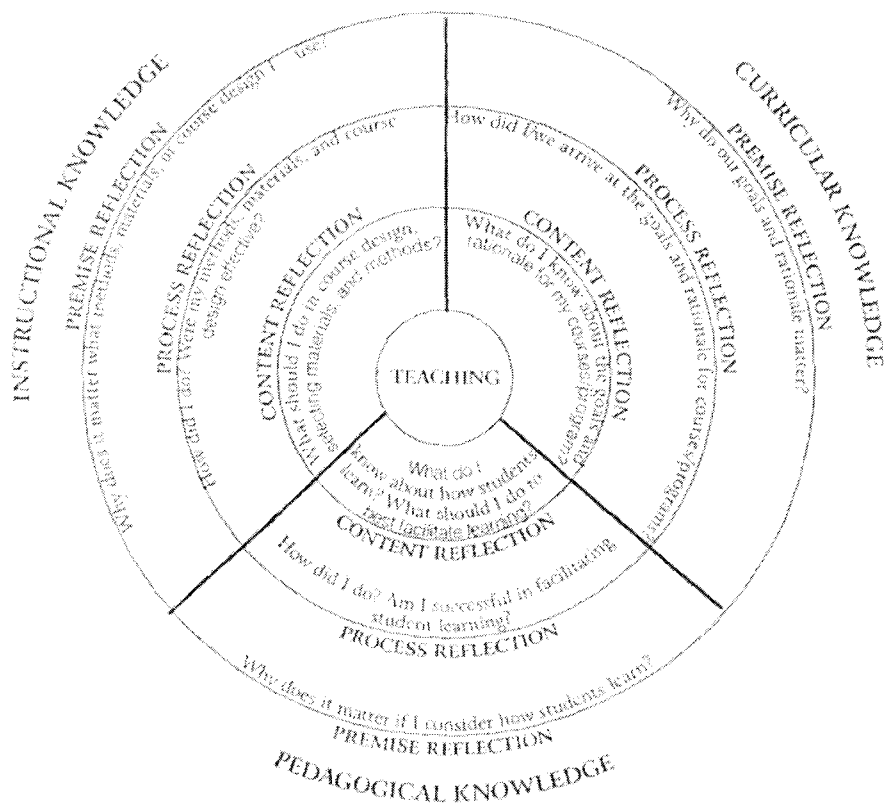 INSTRUCTIONAL KNOWLEDGE
PREMISE REFLECTION
Why does it matter what methods, materials, or course design I use?
PROCESS REFLECTION
How did I do? Were my methods, materials, and course
design effective?
CONTENT REFLECTION
What should I do in course design,
selecting materials, and methods?
CURRICULAR KNOWLEDGE
PREMISE REFLECTION
Why do our goals and rationale matter?
PROCESS REFLECTION
How did I/we arrive at the goals and rationale for courses/programs?
CONTENT REFLECTION
What do I know about the goals and
rationale for my courses/program?
TEACHING
What do I
know about how students
learn? What should I do to
best facilitate learning?
CONTENT REFLECTION
How did I do? Am I successful in facilitating
student learning?
PROCESS REFLECTION
Why does it matter if I consider how students learn?
PREMISE REFLECTION
PEDAGOGICAL KNOWLEDGE